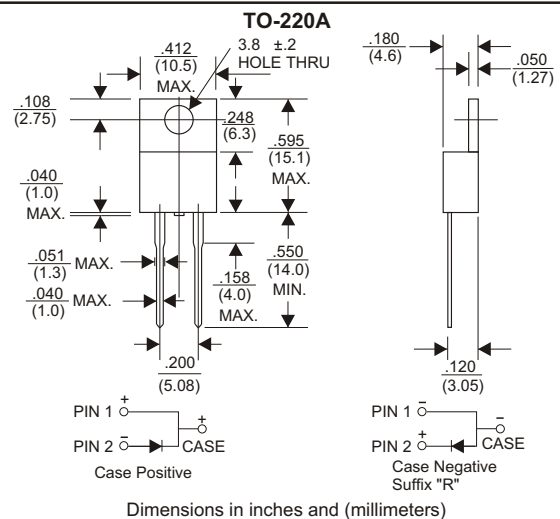 TO-220A
.412
(10.5)
MAX.
3.8 ±.2
HOLE THRU
.180
(4.6)
.050
(1.27)
.108
(2.75)
.248
(6.3)
.595
(15.1)
MAX.
.040
(1.0)
MAX.
.051
(1.3)
MAX.
.040
(1.0)
MAX.
.158
(4.0)
MAX.
.550
(14.0)
MIN.
.200
(5.08)
.120
(3.05)
PIN 1 +
+
PIN 2 -
CASE
Case Positive
PIN 1 -
-
PIN 2 +
CASE
Case Negative
Suffix "R"
Dimensions in inches and (millimeters)